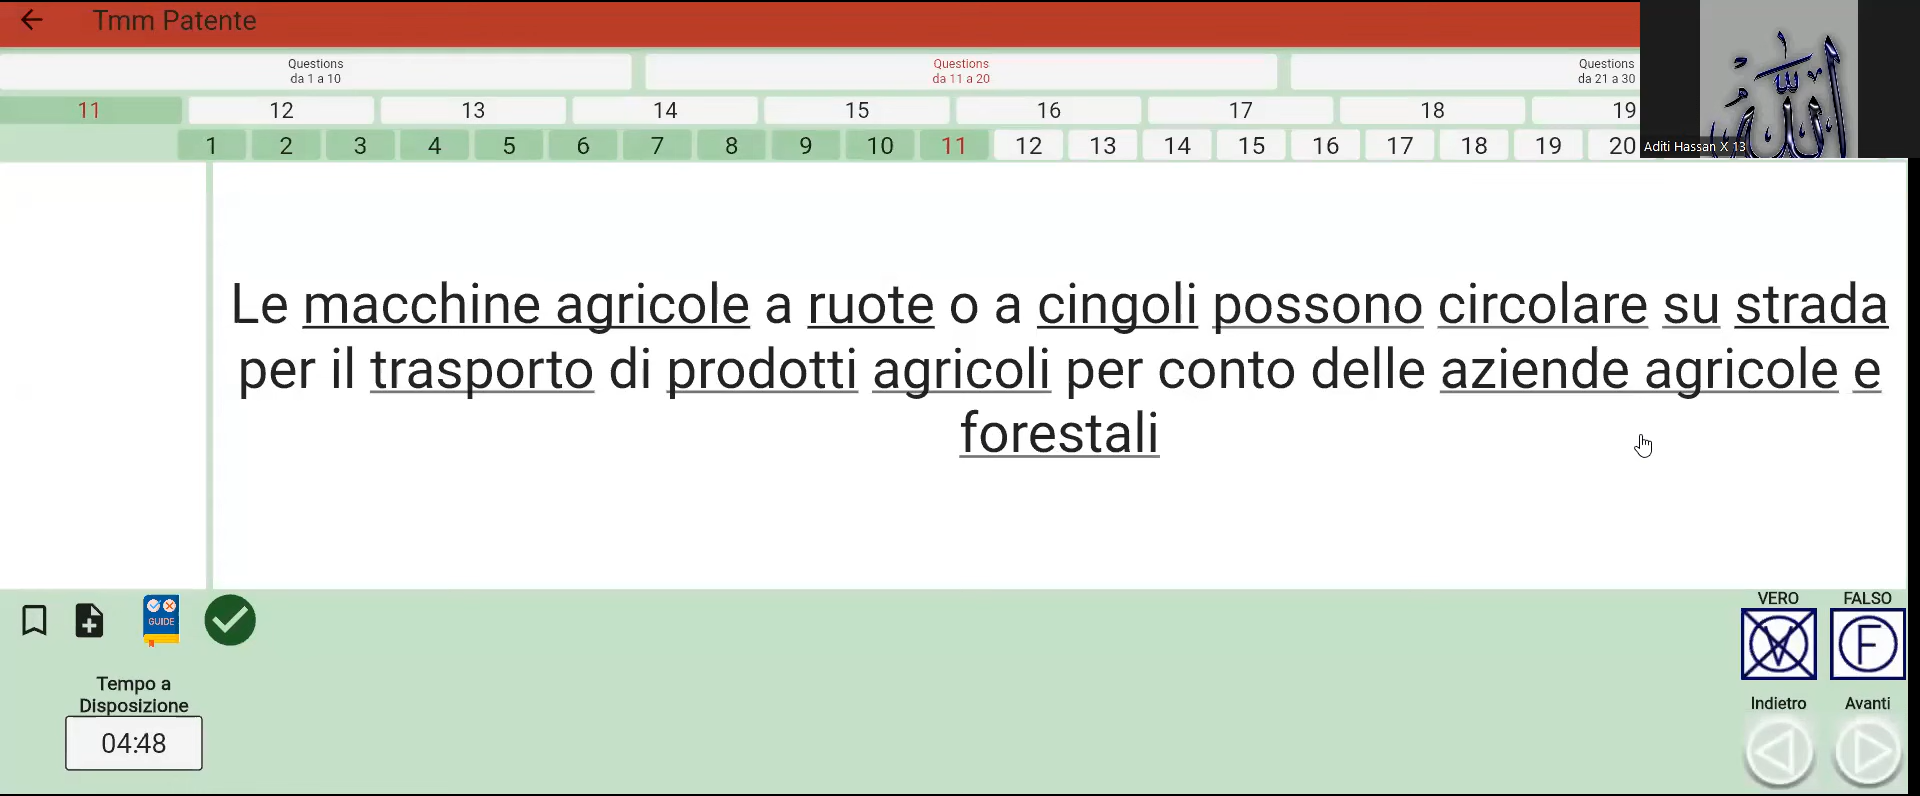 Tmm Patente
Questions
da 1 a 10
Questions
da 11 a 20
Questions
da 21 a 30
11 12 13 14 15 16 17 18 19
1 2 3 4 5 6 7 8 9 10 11 12 13 14 15 16 17 18 19 20
Aditi Hassan X 13
الله
Le macchine agricole a ruote o a cingoli possono circolare su strada
per il trasporto di prodotti agricoli per conto delle aziende agricole e
forestali
GUIDE
VERO FALSO
V F
Tempo a
Disposizione
04:48
Indietro Avanti